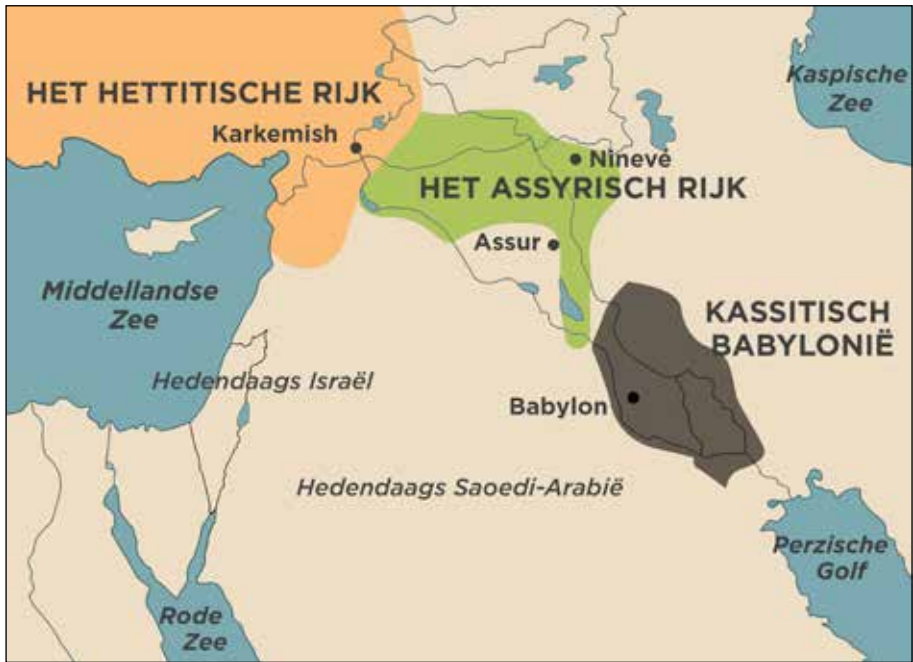 Kaspische
Zee
HET HETTITISCHE RIJK
Karkemish
Ninevé
HET ASSYRISCH RIJK
Assur
Middellandse
Zee
KASSITISCH
BABYLONIË
Hedendaags Israël
Babylon
Hedendaags Saoedi-Arabië
Perzische
Golf
Rode
Zee